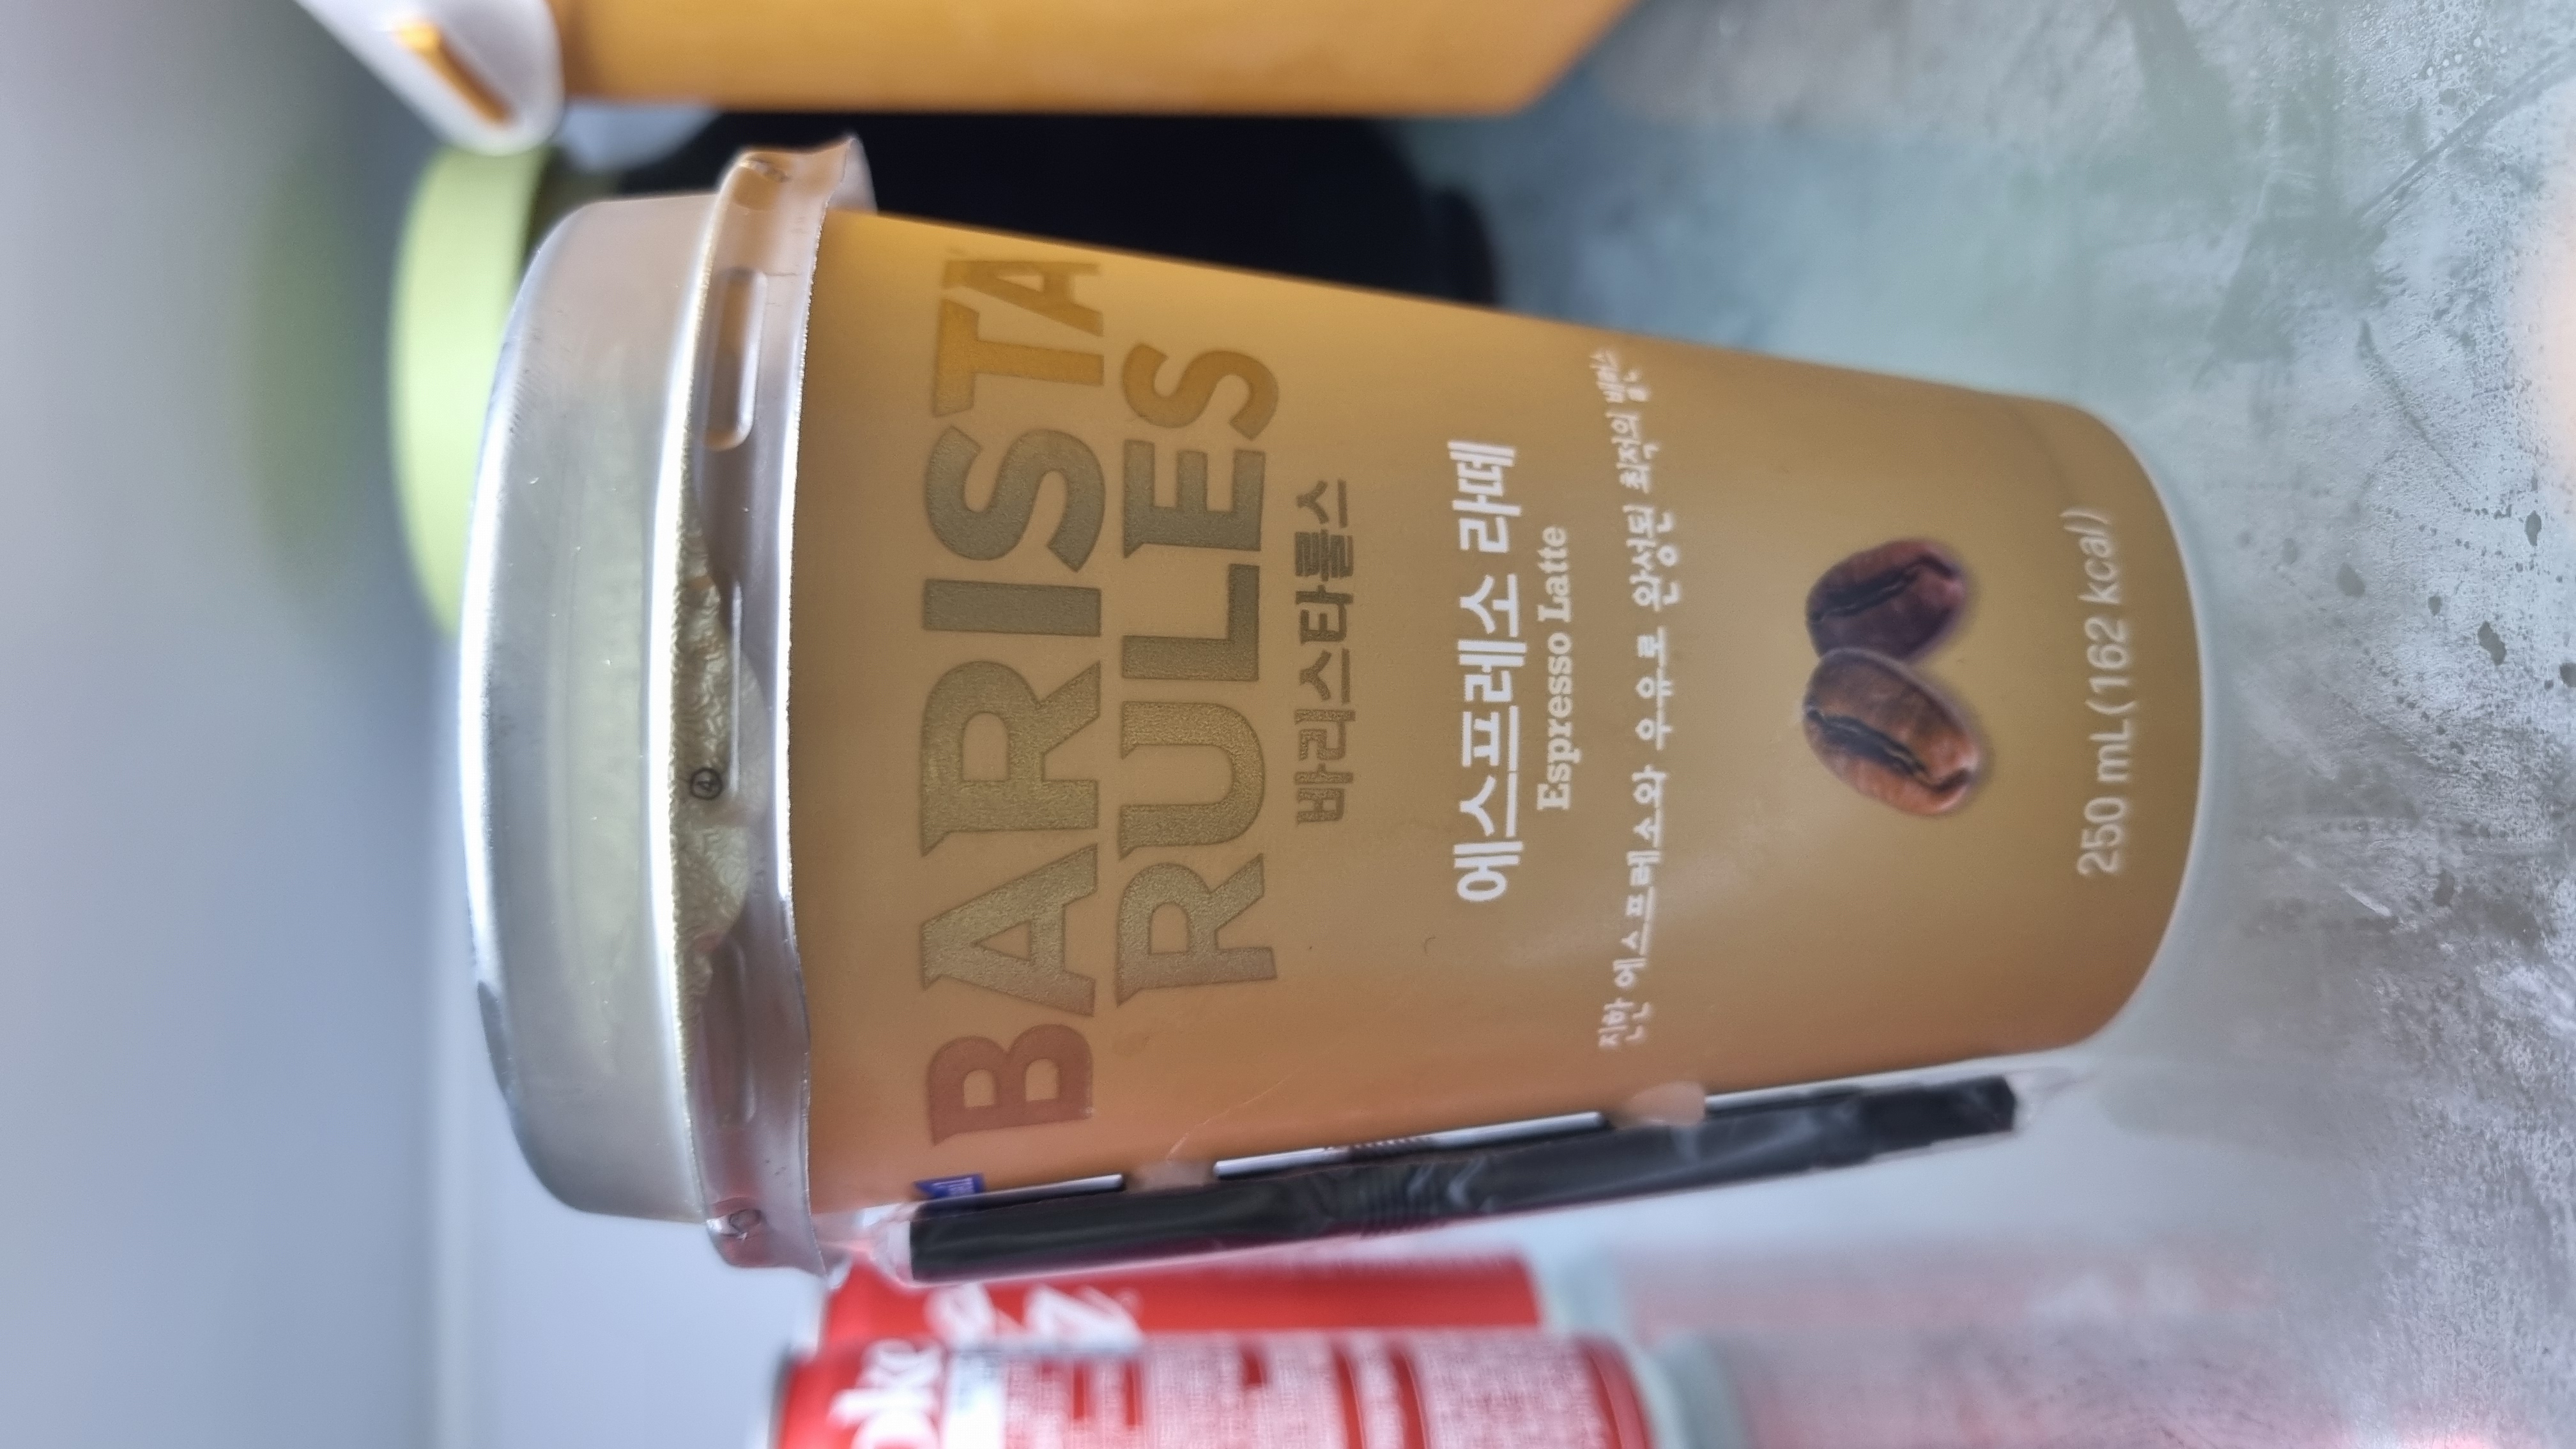 BARISTA
RULES
바리스타룰스
에스프레소 라떼
Espresso Latte
진한 에스프레소와 우유로 완성된 최적의 밸런스
250 mL(162 kcal)